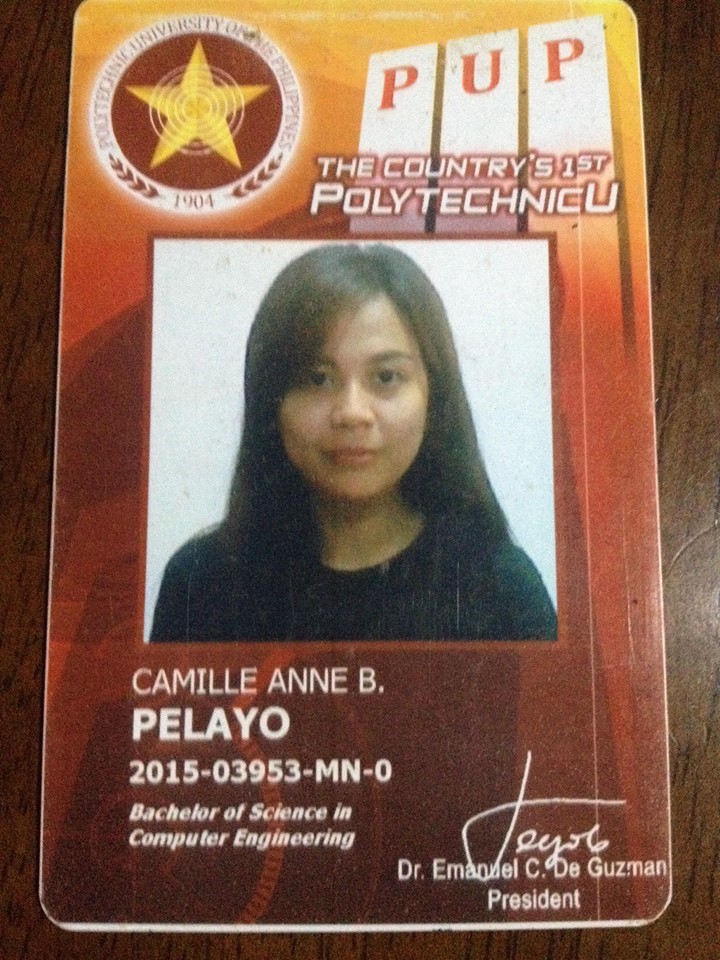 POLYTECHNIC UNIVERSITY OF THE PHILIPPINES
1904
P U P
THE COUNTRY'S 1ST
POLYTECHNICU
CAMILLE ANNE B.
PELAYO
2015-03953-MN-0
Bachelor of Science in
Computer Engineering
Dr. Emanuel C. De Guzman
President